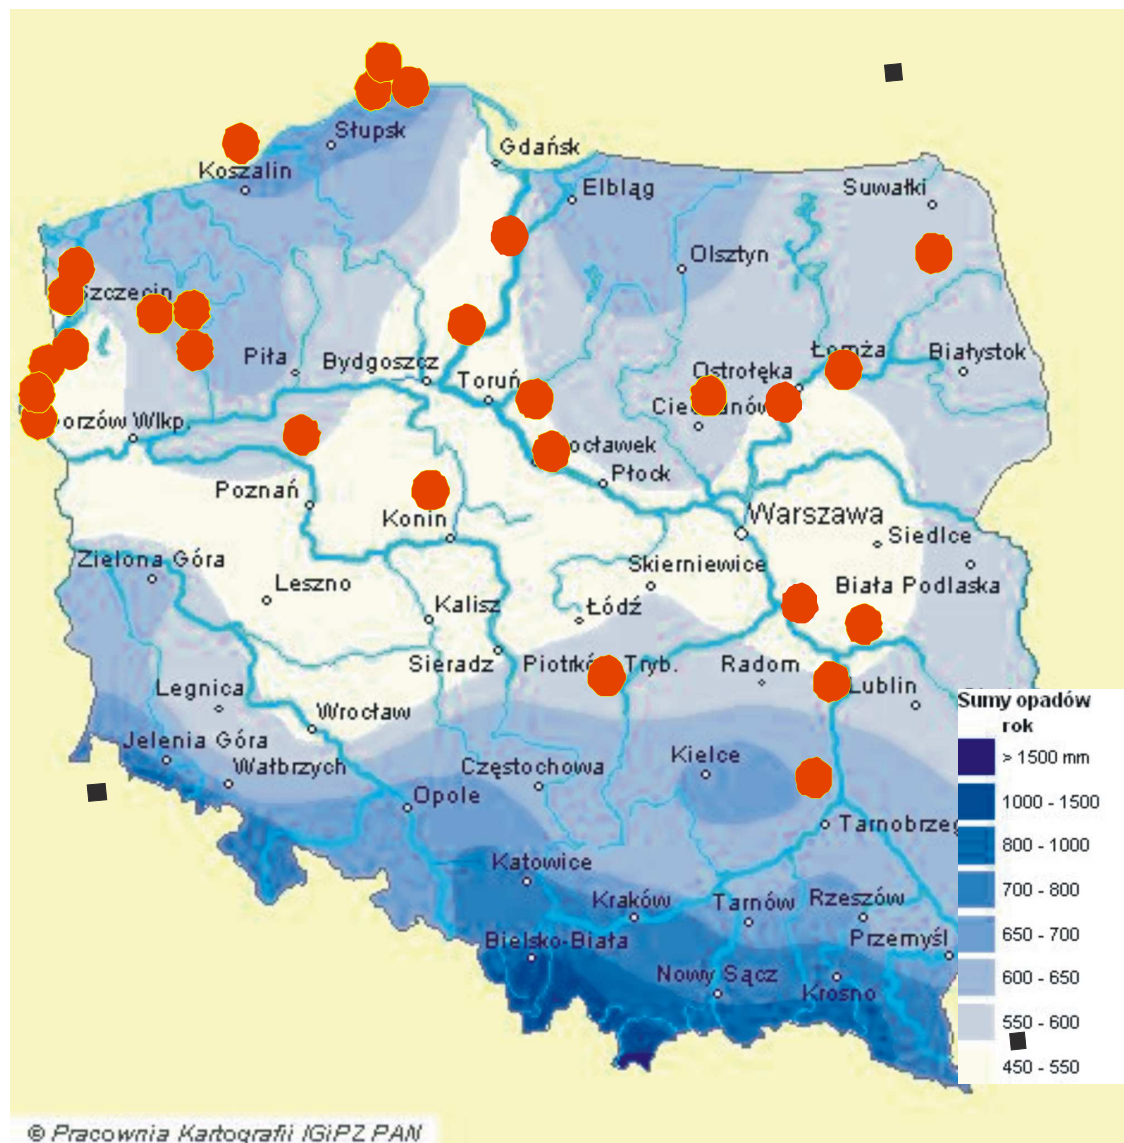 Słupsk
Gdańsk
Koszalin
Elbląg
Suwałki
Olsztyn
Szczecin
Piła
Bydgoszcz
Łomża
Białystok
Ostrołęka
Toruń
Wlkp.
Płock
Poznań
Konin
Warszawa
Siedlce
Zielona Góra
Skierniewice
Leszno
Biała Podlaska
Kalisz
Łódź
Sieradz
Tryb.
Radom
Legnica
Lublin
Wrocław
Jelenia Góra
Wałbrzych
Kielce
Częstochowa
Opole
Katowice
Kraków
Tarnów
Rzeszów
Przemyśl
Bielsko-Biała
Nowy Sącz
Krosno
Sumy opadów
rok
> 1500 mm
1000 - 1500
800 - 1000
700 - 800
650 - 700
600 - 650
550 - 600
450 - 550
© Pracownia Kartografii IGiPZ PAN